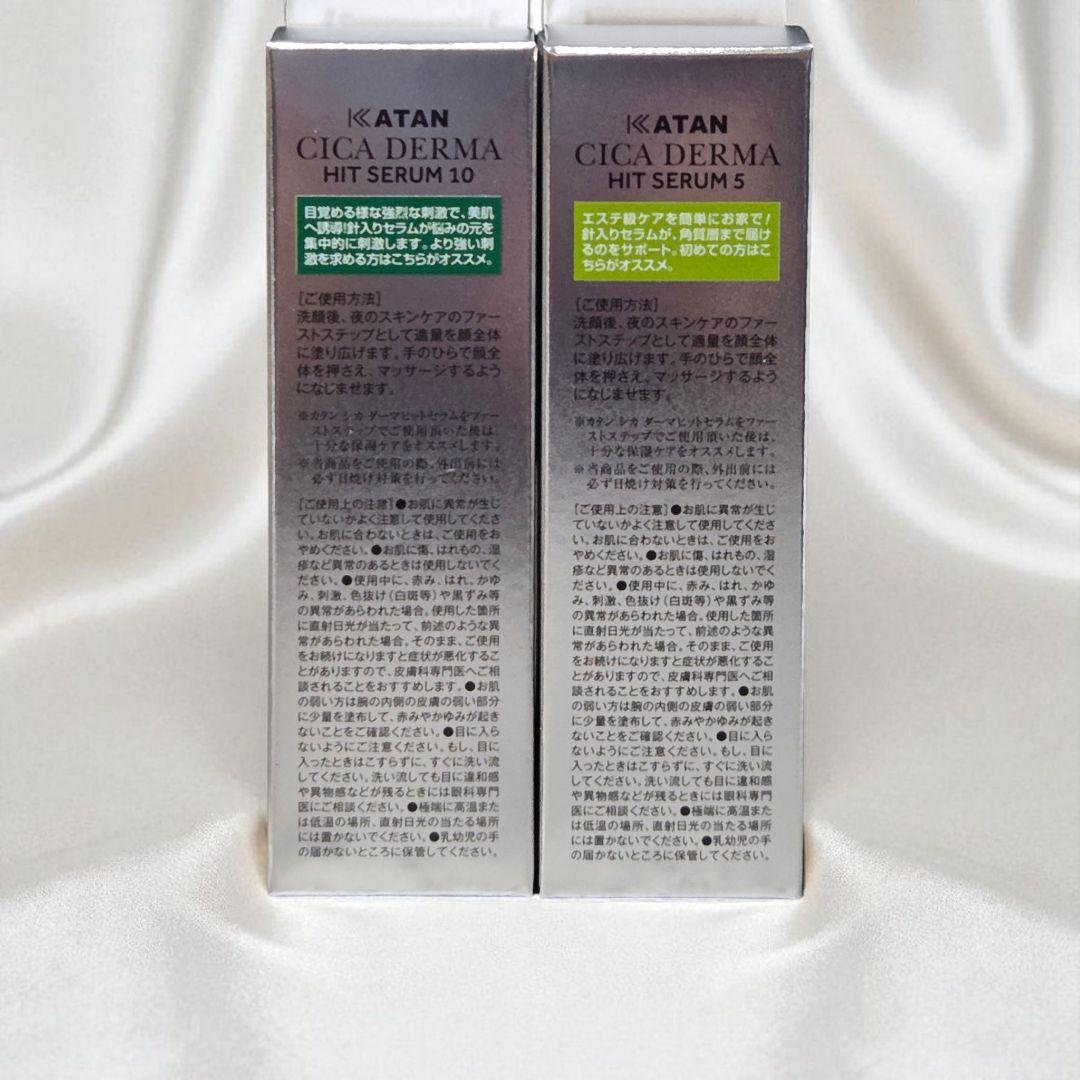 KATAN
CICA DERMA
HIT SERUM 10
目覚める様な強烈な刺激で、美肌
へ誘導!針入りセラムが悩みの元を
集中的に刺激します。より強い刺
激を求める方はこちらがオススメ。
［ご使用方法］
洗顔後、夜のスキンケアのファー
ストステップとして適量を顔全体
に塗り広げます。手のひらで顔全
体を押さえ、マッサージするよう
になじませます。
※カタン シカ ダーマヒットセラムをファー
ストステップでご使用頂いた後は、
十分な保湿ケアをオススメします。
※当商品をご使用の際、外出前には
必ず日焼け対策を行ってください。
［ご使用上の注意］●お肌に異常が生じ
ていないかよく注意して使用してくださ
い。お肌に合わないときは、ご使用をお
やめください。●お肌に傷、はれもの、湿
疹など異常のあるときは使用しないでく
ださい。●使用中に、赤み、はれ、かゆ
み、刺激、色抜け（白斑等）や黒ずみ等
の異常があらわれた場合。使用した箇所
に直射日光が当たって、前述のような異
常があらわれた場合。そのまま、ご使用
をお続けになりますと症状が悪化するこ
とがありますので、皮膚科専門医へご相
談されることをおすすめします。●お肌
の弱い方は腕の内側の皮膚の弱い部分
に少量を塗布して、赤みやかゆみが起き
ないことをご確認ください。●目に入ら
ないようにご注意ください。もし、目に
入ったときはこすらずに、すぐに洗い流
してください。洗い流しても目に違和感
や異物感などが残るときには眼科専門
医にご相談ください。●極端に高温また
は低温の場所、直射日光の当たる場所
には置かないでください。●乳幼児の手
の届かないところに保管してください。
KATAN
CICA DERMA
HIT SERUM 5
エステ級ケアを簡単にお家で!
針入りセラムが、角質層まで届け
るのをサポート。初めての方はこ
ちらがオススメ。
［ご使用方法］
洗顔後、夜のスキンケアのファー
ストステップとして適量を顔全体
に塗り広げます。手のひらで顔全
体を押さえ、マッサージするよう
になじませます。
※カタン シカ ダーマヒットセラムをファー
ストステップでご使用頂いた後は、
十分な保湿ケアをオススメします。
※当商品をご使用の際、外出前には
必ず日焼け対策を行ってください。
［ご使用上の注意］●お肌に異常が生じ
ていないかよく注意して使用してくださ
い。お肌に合わないときは、ご使用をお
やめください。●お肌に傷、はれもの、湿
疹など異常のあるときは使用しないでく
ださい。●使用中に、赤み、はれ、かゆ
み、刺激、色抜け（白斑等）や黒ずみ等
の異常があらわれた場合。使用した箇所
に直射日光が当たって、前述のような異
常があらわれた場合。そのまま、ご使用
をお続けになりますと症状が悪化するこ
とがありますので、皮膚科専門医へご相
談されることをおすすめします。●お肌
の弱い方は腕の内側の皮膚の弱い部分
に少量を塗布して、赤みやかゆみが起き
ないことをご確認ください。●目に入ら
ないようにご注意ください。もし、目に
入ったときはこすらずに、すぐに洗い流
してください。洗い流しても目に違和感
や異物感などが残るときには眼科専門
医にご相談ください。●極端に高温また
は低温の場所、直射日光の当たる場所
には置かないでください。●乳幼児の手
の届かないところに保管してください。